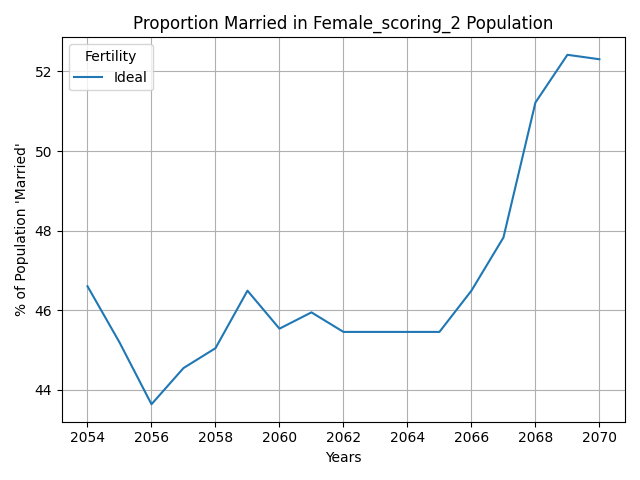 Proportion Married in Female_scoring_2 Population
Fertility
Ideal
% of Population 'Married'
52
50
48
46
44
2054 2056 2058 2060 2062 2064 2066 2068 2070
Years